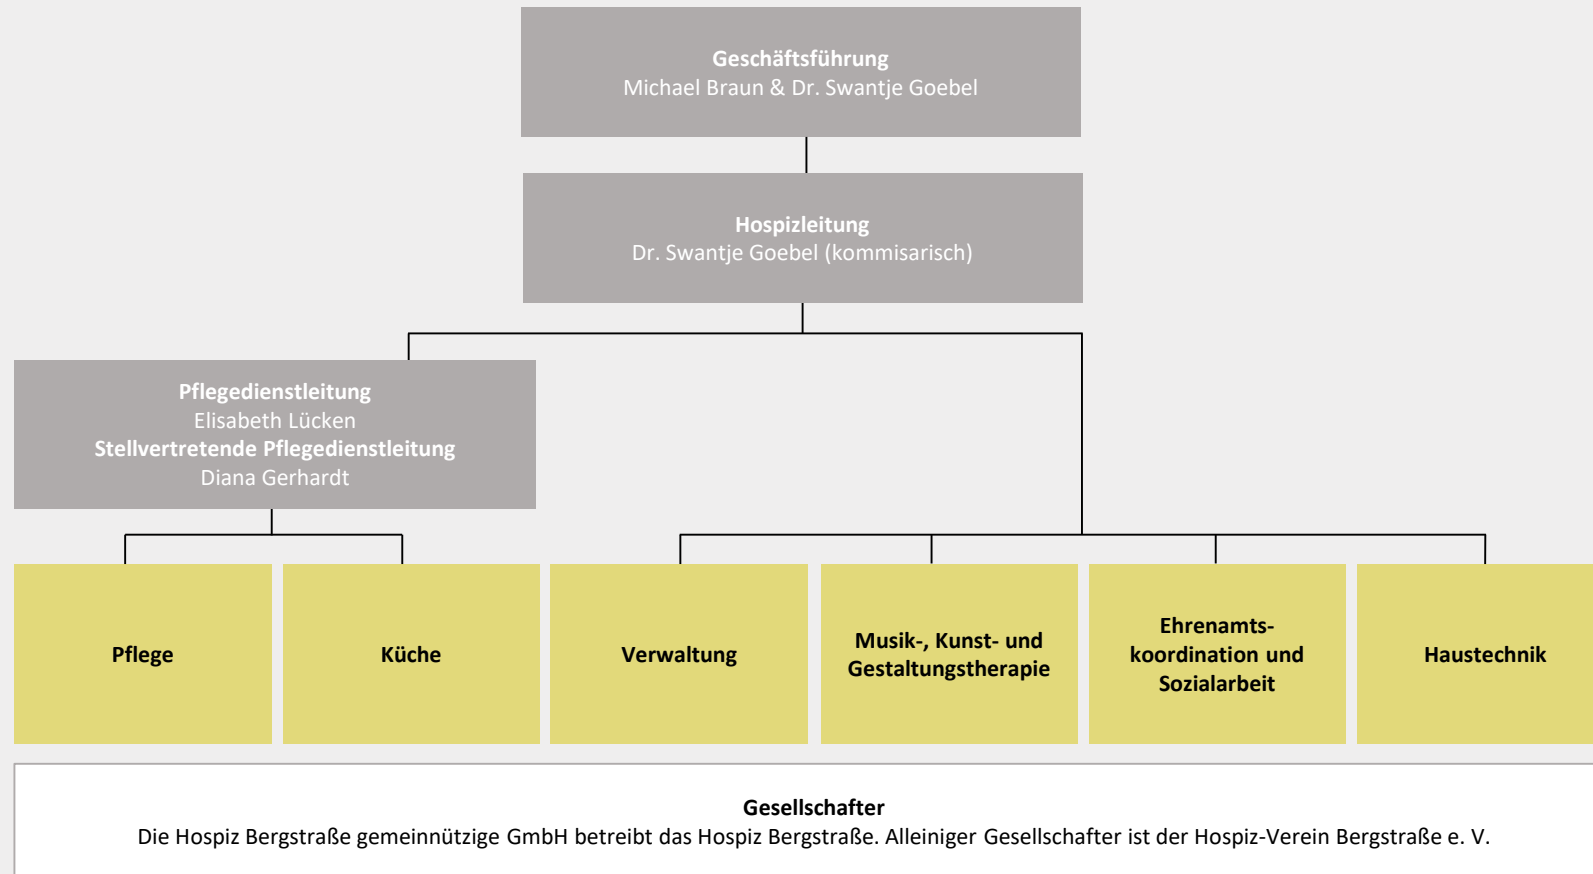 Geschäftsführung
Michael Braun & Dr. Swantje Goebel
Hospizleitung
Dr. Swantje Goebel (kommisarisch)
Pflegedienstleitung
Elisabeth Lücken
Stellvertretende Pflegedienstleitung
Diana Gerhardt
Pflege
Küche
Verwaltung
Musik-, Kunst- und
Gestaltungstherapie
Ehrenamts-
koordination und
Sozialarbeit
Haustechnik
Gesellschafter
Die Hospiz Bergstraße gemeinnützige GmbH betreibt das Hospiz Bergstraße. Alleiniger Gesellschafter ist der Hospiz-Verein Bergstraße e. V.